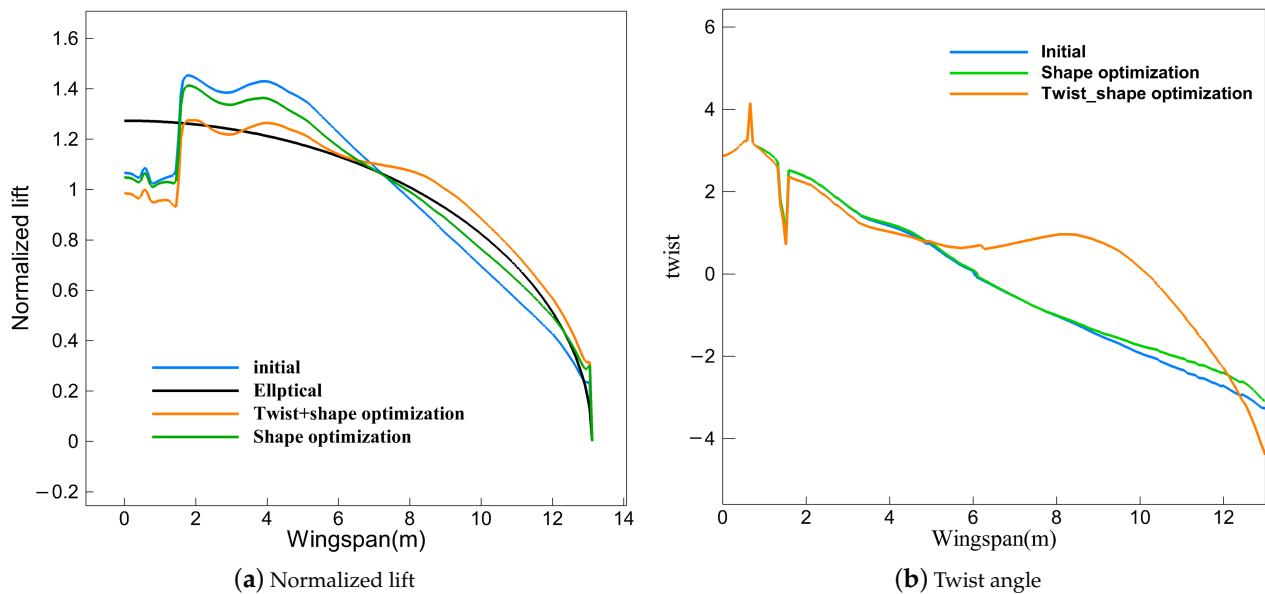 1.6
1.4
1.2
1
0.8
0.6
0.4
0.2
0
−0.2
Normalized lift
initial
Ellptical
Twist+shape optimization
Shape optimization
0 2 4 6 8 10 12 14
Wingspan(m)
(a) Normalized lift
6
4
2
0
−2
−4
twist
Initial
Shape optimization
Twist_shape optimization
0 2 4 6 8 10 12
Wingspan(m)
(b) Twist angle